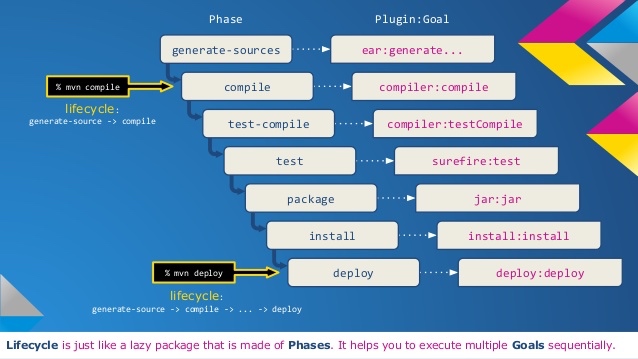 Phase Plugin:Goal
generate-sources ear:generate...
% mvn compile compile compiler:compile
lifecycle:
generate-source -> compile
test-compile compiler:testCompile
test surefire:test
package jar:jar
install install:install
% mvn deploy deploy deploy:deploy
lifecycle:
generate-source -> compile -> ... -> deploy
Lifecycle is just like a lazy package that is made of Phases. It helps you to execute multiple Goals sequentially.